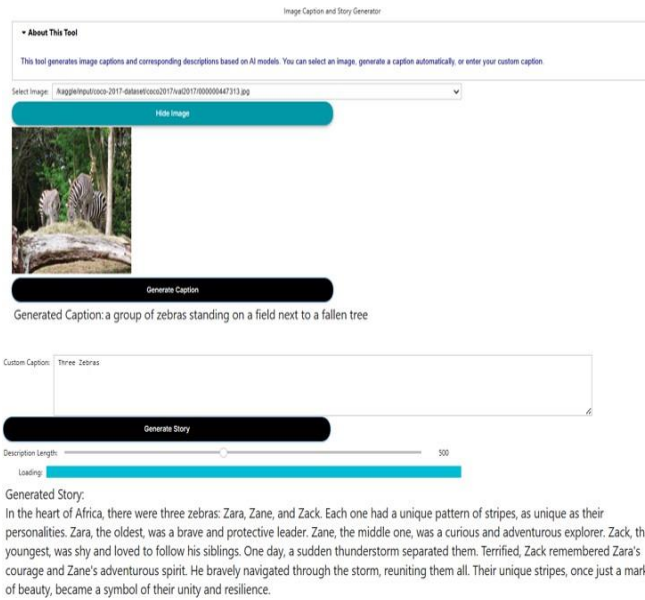 Image Caption and Story Generator
About This Tool
This tool generates image captions and corresponding descriptions based on AI models. You can select an image, generate a caption automatically, or enter your custom caption.
Select Image: /kaggle/input/coco-2017-dataset/coco2017/val2017/000000447313.jpg
Hide Image
Generate Caption
Generated Caption: a group of zebras standing on a field next to a fallen tree
Custom Caption: Three Zebras
Generate Story
Description Length: 500
Loading:
Generated Story:
In the heart of Africa, there were three zebras: Zara, Zane, and Zack. Each one had a unique pattern of stripes, as unique as their
personalities. Zara, the oldest, was a brave and protective leader. Zane, the middle one, was a curious and adventurous explorer. Zack, th
youngest, was shy and loved to follow his siblings. One day, a sudden thunderstorm separated them. Terrified, Zack remembered Zara's
courage and Zane's adventurous spirit. He bravely navigated through the storm, reuniting them all. Their unique stripes, once just a mark
of beauty, became a symbol of their unity and resilience.